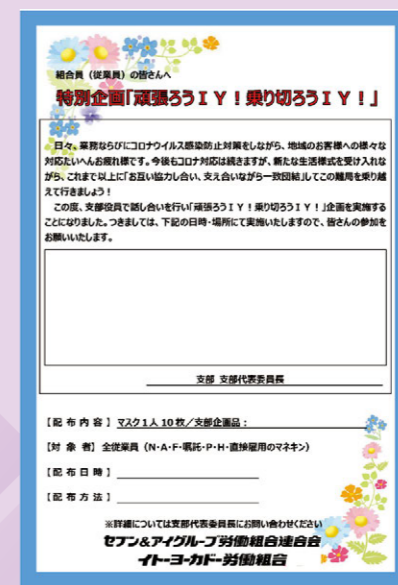 組合員（従業員）の皆さんへ
特別企画「頑張ろうＩＹ！乗り切ろうＩＹ！」
日々、業務ならびにコロナウイルス感染防止対策をしながら、地域のお客様への様々な
対応たいへんお疲れ様です。今後もコロナ対応は続きますが、新たな生活様式を受け入れな
がら、これまで以上に「お互い協力し合い、支え合いながら一致団結」してこの難局を乗り越
えて行きましょう！
この度、支部役員で話し合いを行い「頑張ろうＩＹ！乗り切ろうＩＹ！」企画を実施する
ことになりました。つきましては、下記の日時・場所にて実施いたしますので、皆さんの参加を
お願いいたします。
支部 支部代表委員長
【配布内容】マスク１人 10 枚／支部企画品：
【対 象 者】全従業員（N・A・F・嘱託・P・H・直接雇用のマネキン）
【配布日時】
【配布方法】
※詳細については支部代表委員長にお問い合わせください
セブン&アイグループ労働組合連合会
イトーヨーカドー労働組合